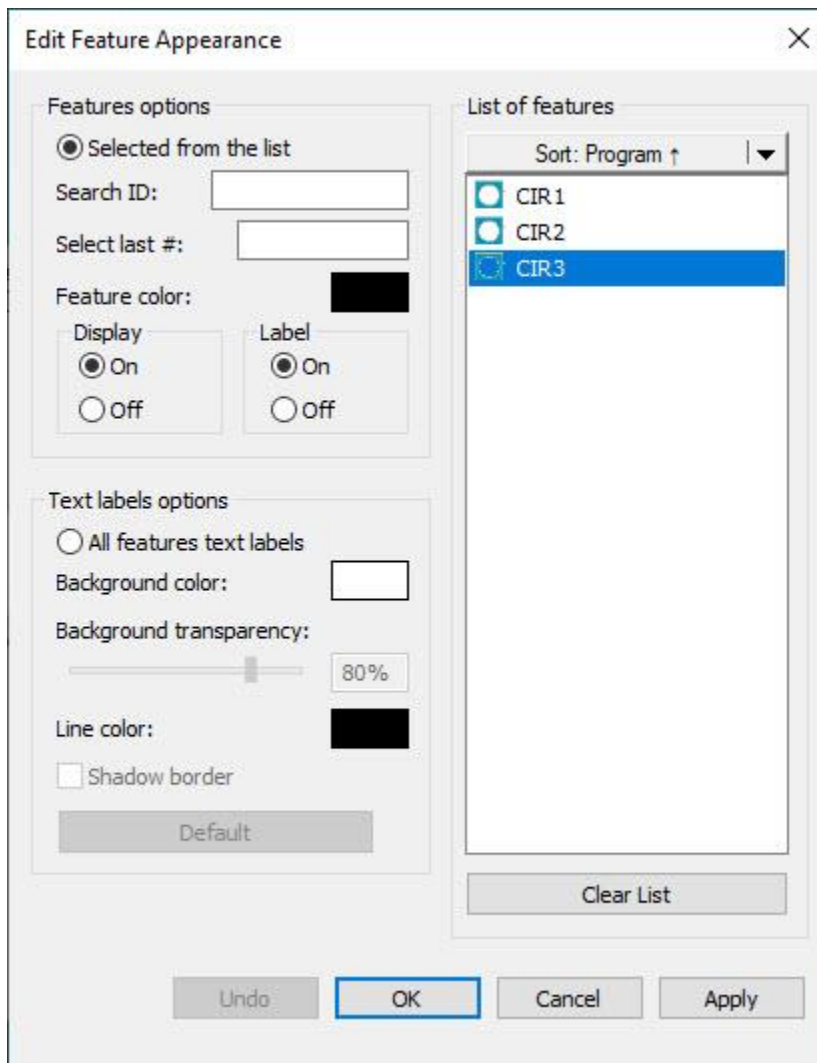 Edit Feature Appearance
Features options
Selected from the list
Search ID:
Select last #:
Feature color:
Display
On
Off
Label
On
Off
Text labels options
All features text labels
Background color:
Background transparency:
80%
Line color:
Shadow border
Default
List of features
Sort: Program ↑
CIR1
CIR2
CIR3
Clear List
Undo
OK
Cancel
Apply